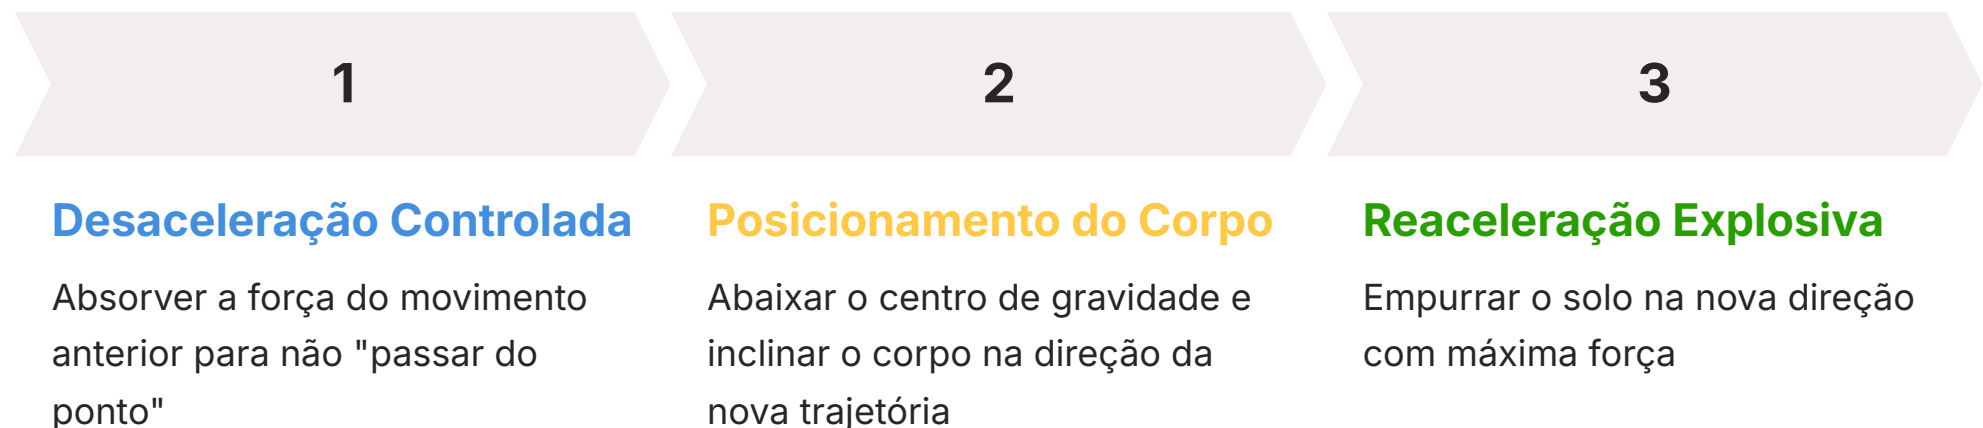 1
2
3
Desaceleração Controlada
Absorver a força do movimento
anterior para não "passar do
ponto"
Posicionamento do Corpo
Abaixar o centro de gravidade e
inclinar o corpo na direção da
nova trajetória
Reaceleração Explosiva
Empurrar o solo na nova direção
com máxima força